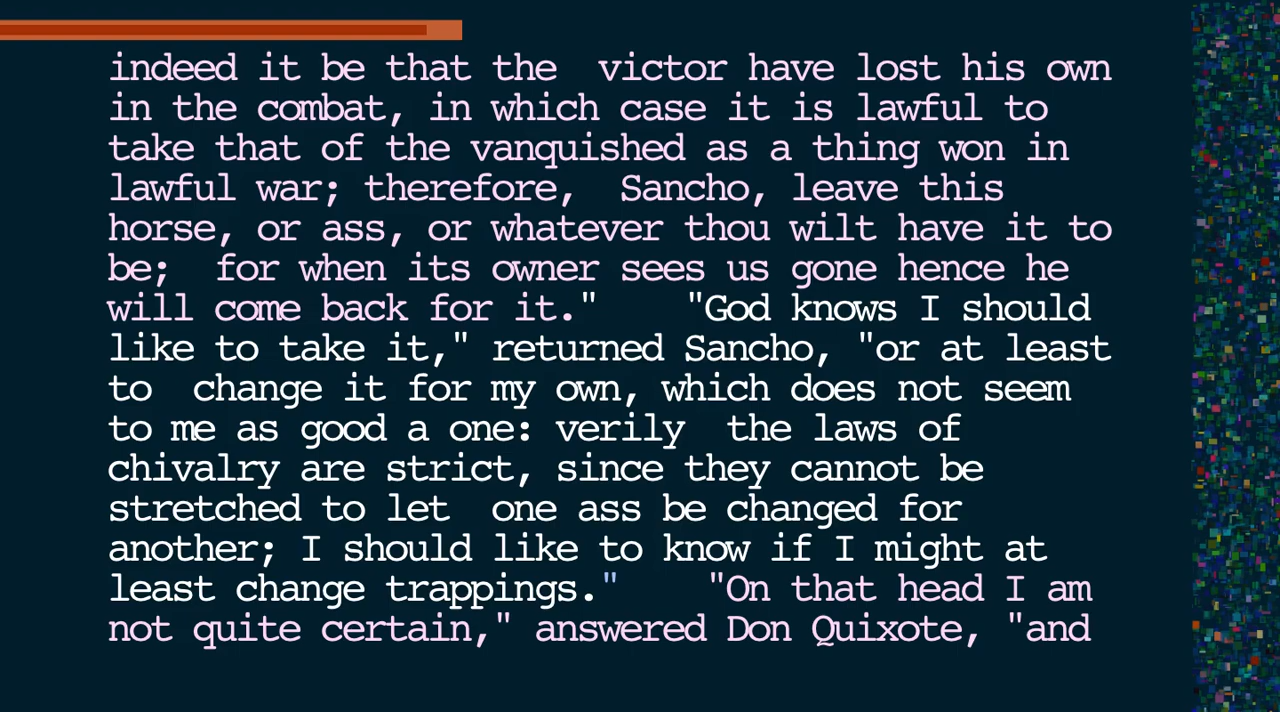 indeed it be that the  victor have lost his own
in the combat, in which case it is lawful to
take that of the vanquished as a thing won in
lawful war; therefore,  Sancho, leave this
horse, or ass, or whatever thou wilt have it to
be;  for when its owner sees us gone hence he
will come back for it."    "God knows I should
like to take it," returned Sancho, "or at least
to  change it for my own, which does not seem
to me as good a one: verily  the laws of
chivalry are strict, since they cannot be
stretched to let  one ass be changed for
another; I should like to know if I might at
least change trappings."    "On that head I am
not quite certain," answered Don Quixote, "and